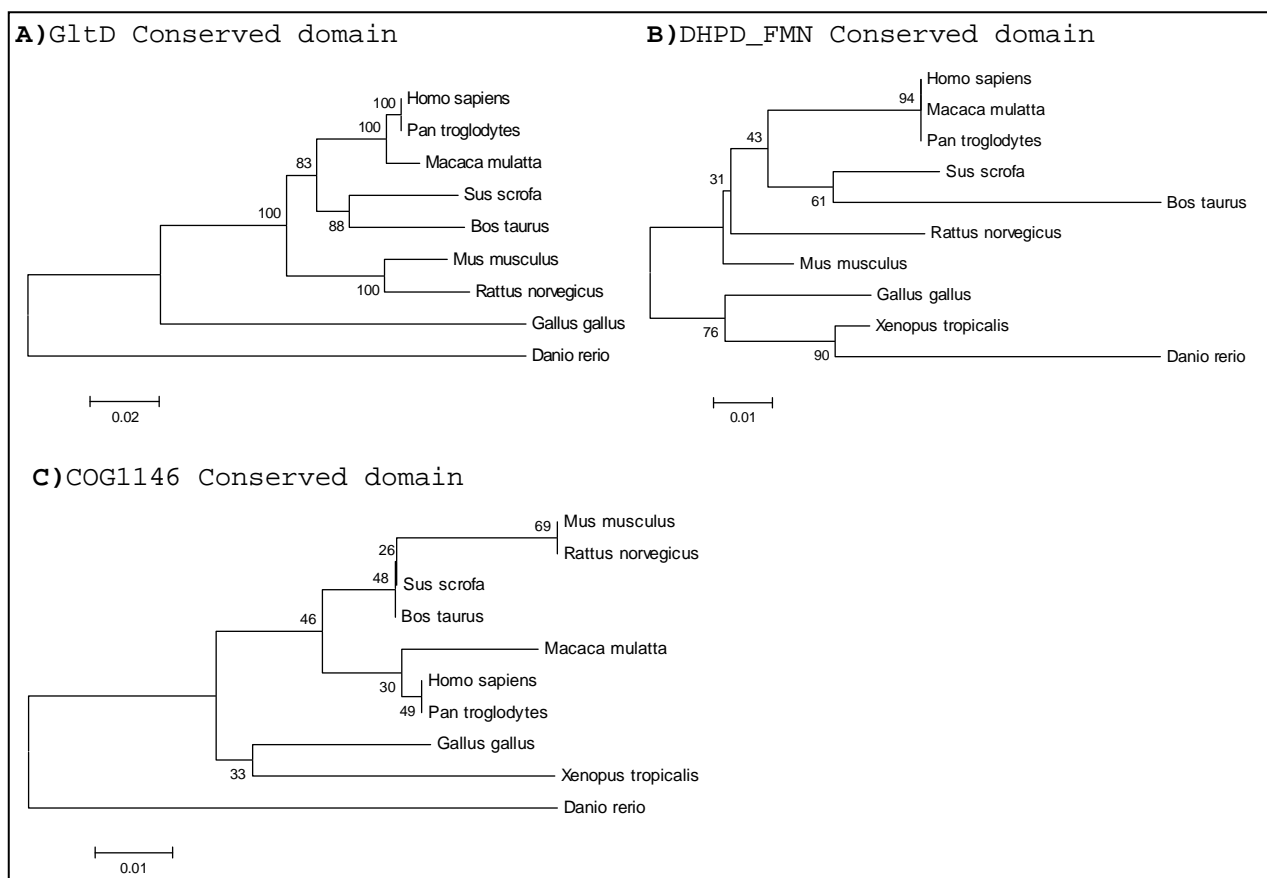 A)GltD Conserved domain
100
Homo sapiens
Pan troglodytes
100
Macaca mulatta
83
Sus scrofa
88
Bos taurus
100
Mus musculus
100
Rattus norvegicus
Gallus gallus
Danio rerio
0.02
B)DHPD_FMN Conserved domain
94
Homo sapiens
Macaca mulatta
Pan troglodytes
43
Sus scrofa
61
Bos taurus
31
Rattus norvegicus
Mus musculus
Gallus gallus
76
Xenopus tropicalis
90
Danio rerio
0.01
C)COG1146 Conserved domain
69
Mus musculus
Rattus norvegicus
26
48
Sus scrofa
Bos taurus
46
Macaca mulatta
30
Homo sapiens
49
Pan troglodytes
Gallus gallus
33
Xenopus tropicalis
Danio rerio
0.01